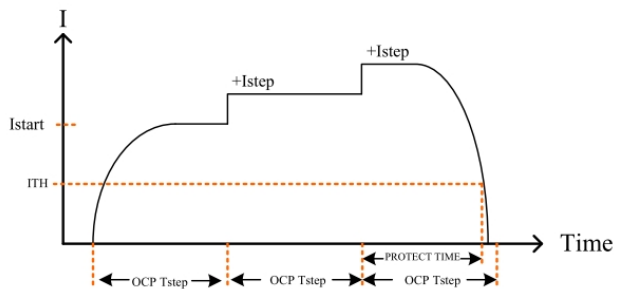 I
+Istep
+Istep
Istart
ITH
Time
PROTECT TIME
OCP Tstep
OCP Tstep
OCP Tstep